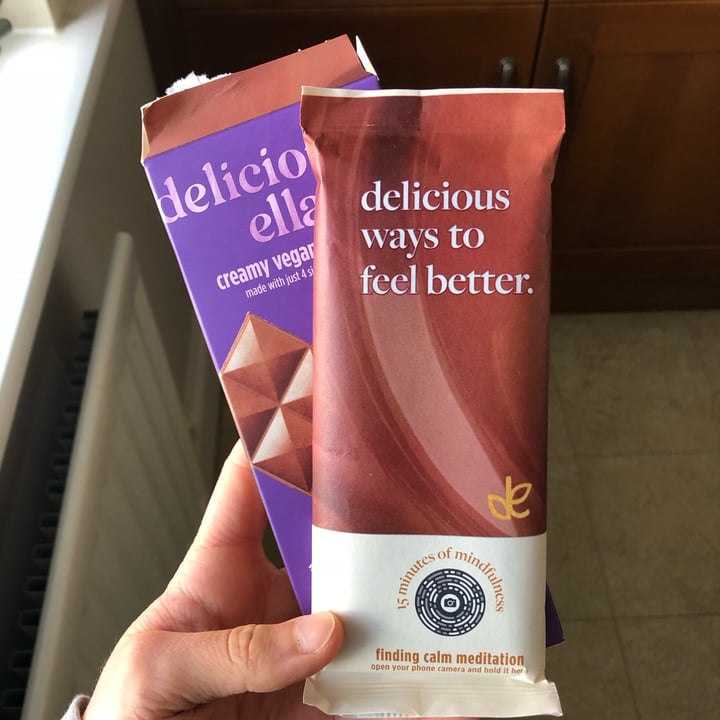 delicio
ella
creamy vegan
made with just 4
delicious
ways to
feel better.
de
15 minutes of mindfulness
finding calm meditation
open your phone camera and hold it here